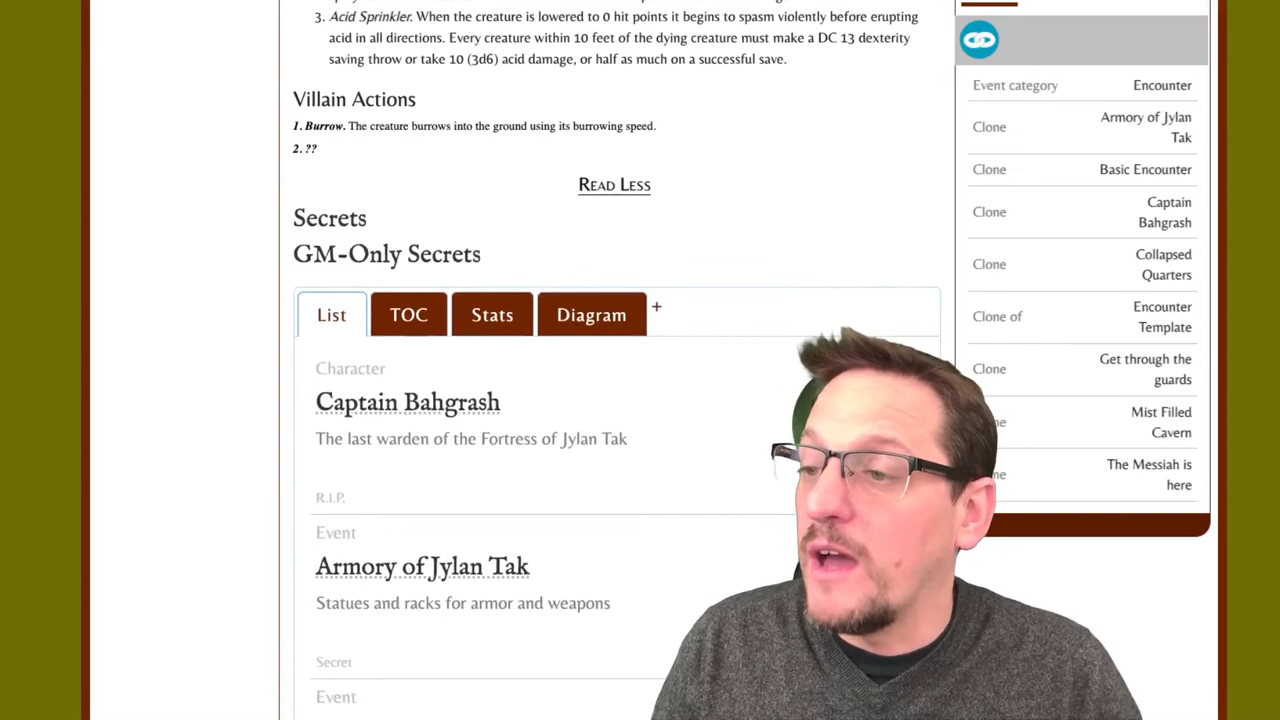 3. Acid Sprinkler. When the creature is lowered to 0 hit points it begins to spasm violently before erupting
acid in all directions. Every creature within 10 feet of the dying creature must make a DC 13 dexterity
saving throw or take 10 (3d6) acid damage, or half as much on a successful save.
Villain Actions
1. Burrow. The creature burrows into the ground using its burrowing speed.
2. ??
READ LESS
Secrets
GM-Only Secrets
List TOC Stats Diagram +
Character
Captain Bahgrash
The last warden of the Fortress of Jylan Tak
R.I.P.
Event
Armory of Jylan Tak
Statues and racks for armor and weapons
Secret
Event
Event category Encounter
Clone Armory of Jylan
Tak
Clone Basic Encounter
Clone Captain
Bahgrash
Clone Collapsed
Quarters
Clone of Encounter
Template
Clone Get through the
guards
Mist Filled
Cavern
The Messiah is
here